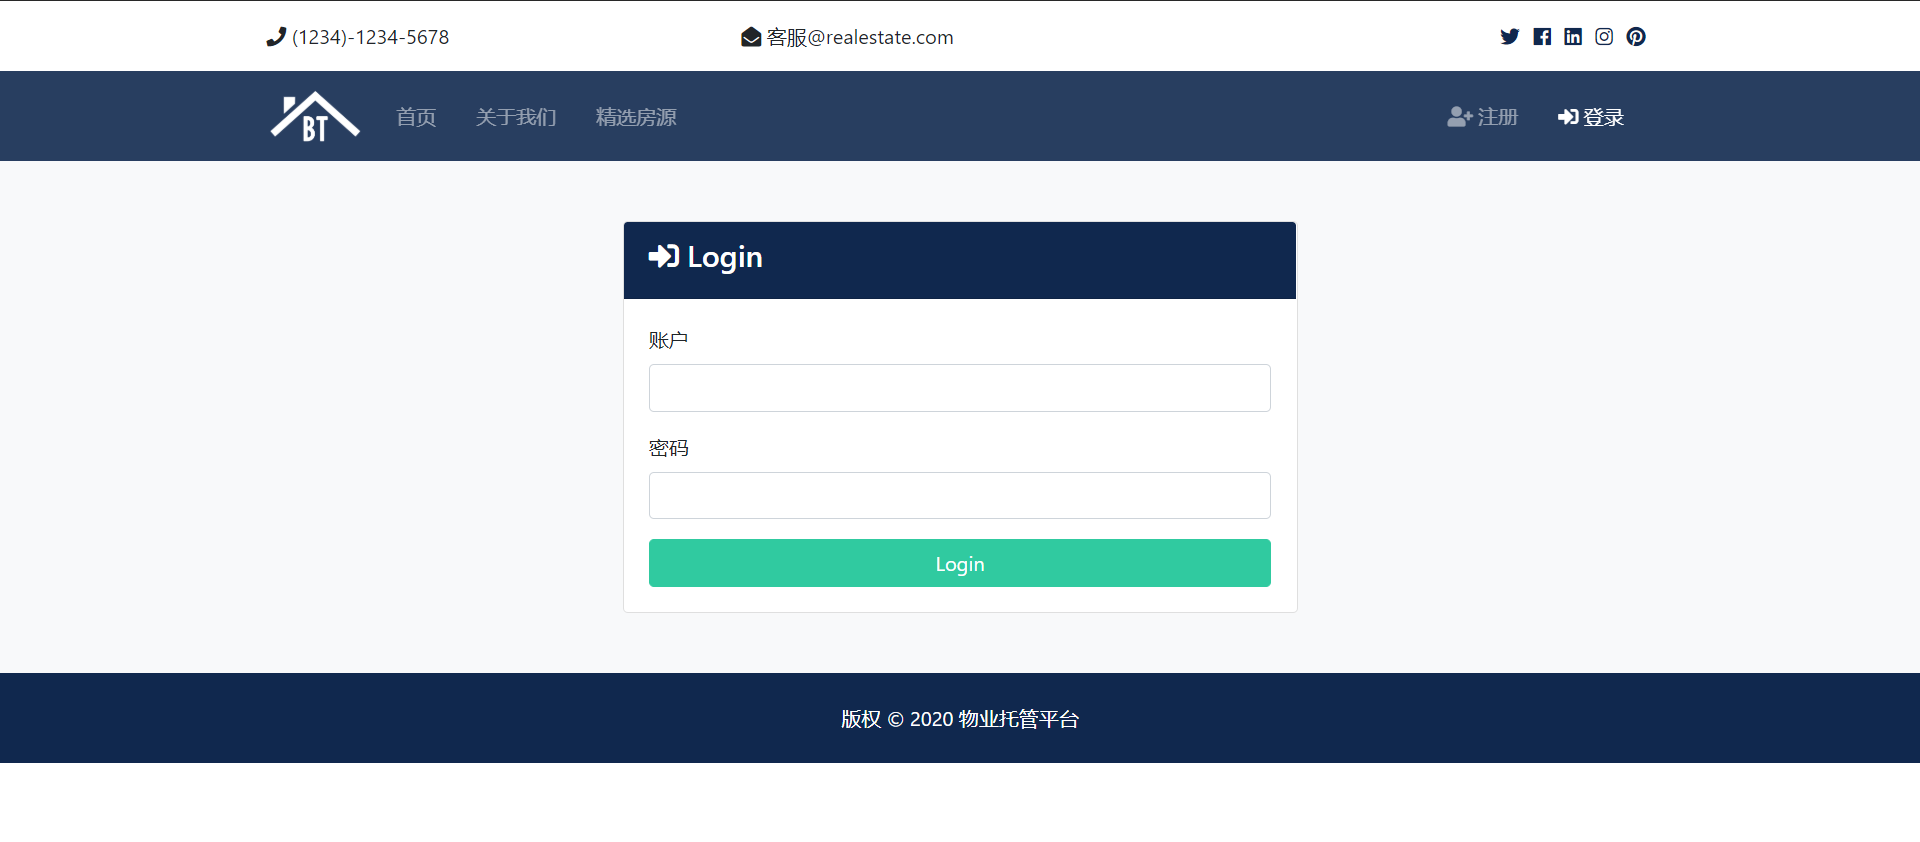 (1234)-1234-5678
客服@realestate.com
BT
首页
关于我们
精选房源
注册
登录
Login
账户
密码
Login
版权 © 2020 物业托管平台